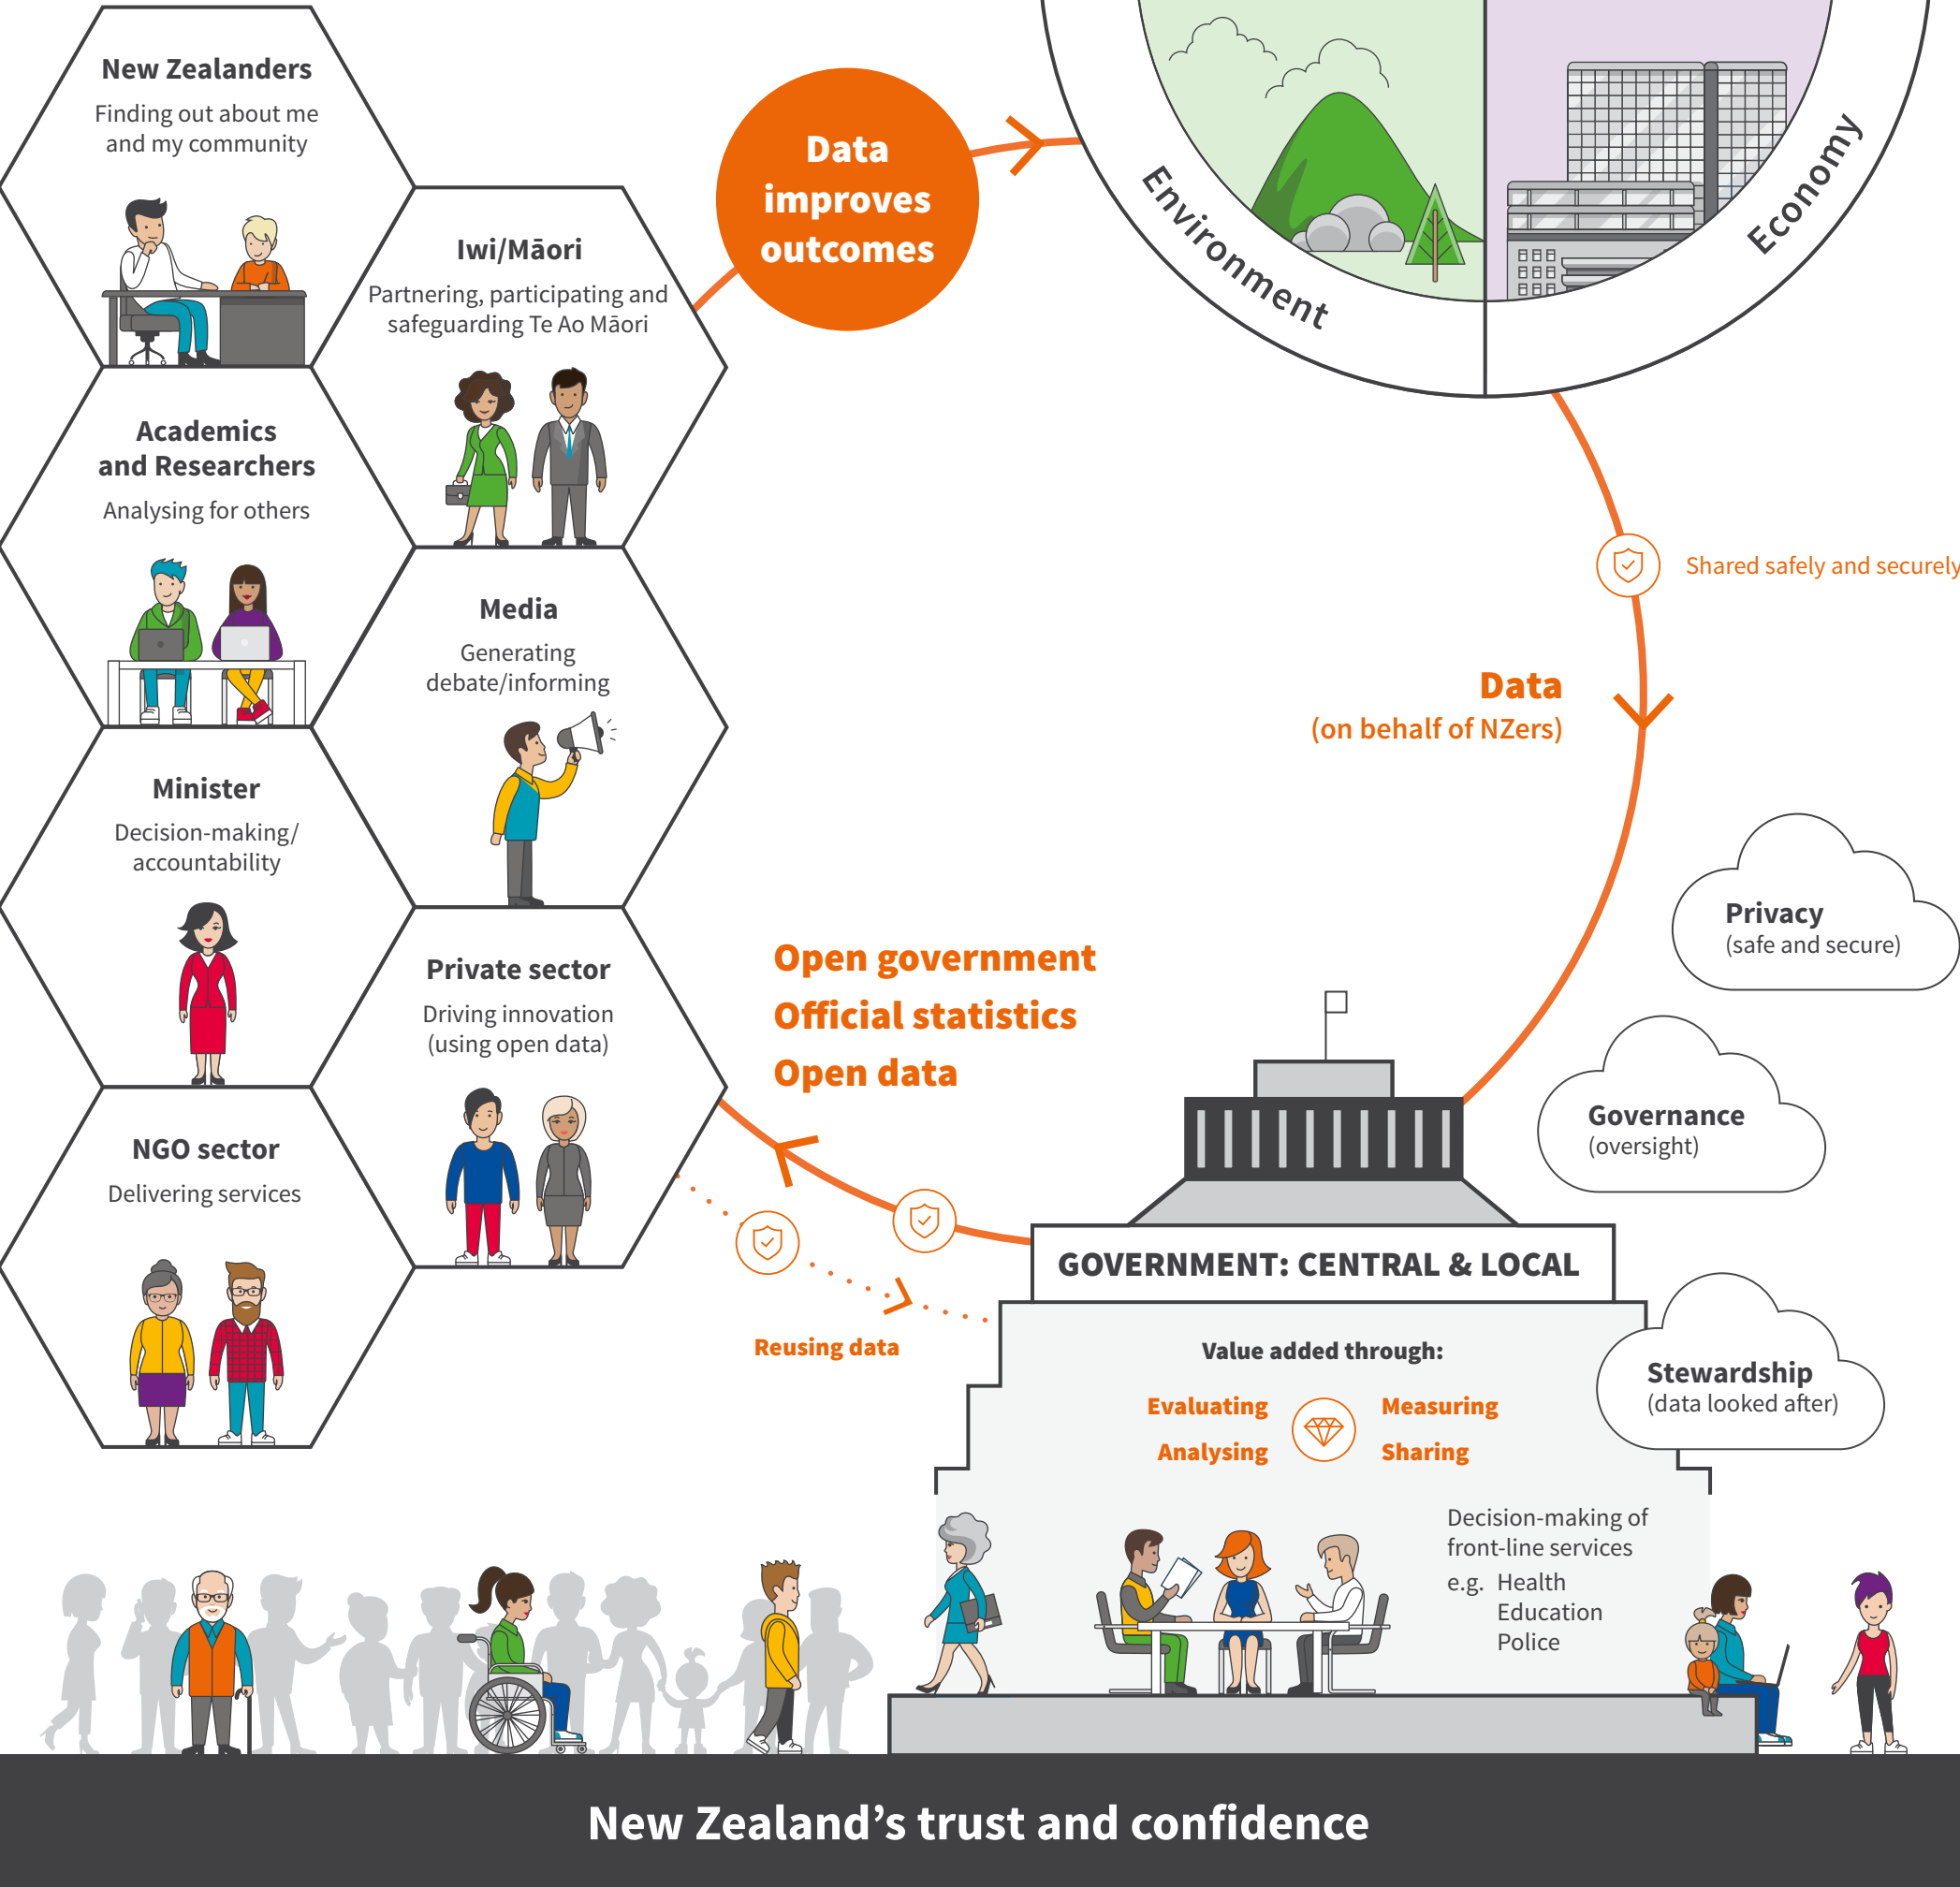 New Zealanders
Finding out about me
and my community
Iwi/Māori
Partnering, participating and
safeguarding Te Ao Māori
Academics
and Researchers
Analysing for others
Media
Generating
debate/informing
Minister
Decision-making/
accountability
Private sector
Driving innovation
(using open data)
NGO sector
Delivering services
Data
improves
outcomes
Environment
Economy
Shared safely and securely
Data
(on behalf of NZers)
Privacy
(safe and secure)
Governance
(oversight)
Stewardship
(data looked after)
Open government
Official statistics
Open data
Reusing data
GOVERNMENT: CENTRAL & LOCAL
Value added through:
Evaluating
Measuring
Analysing
Sharing
Decision-making of
front-line services
e.g. Health
Education
Police
New Zealand’s trust and confidence